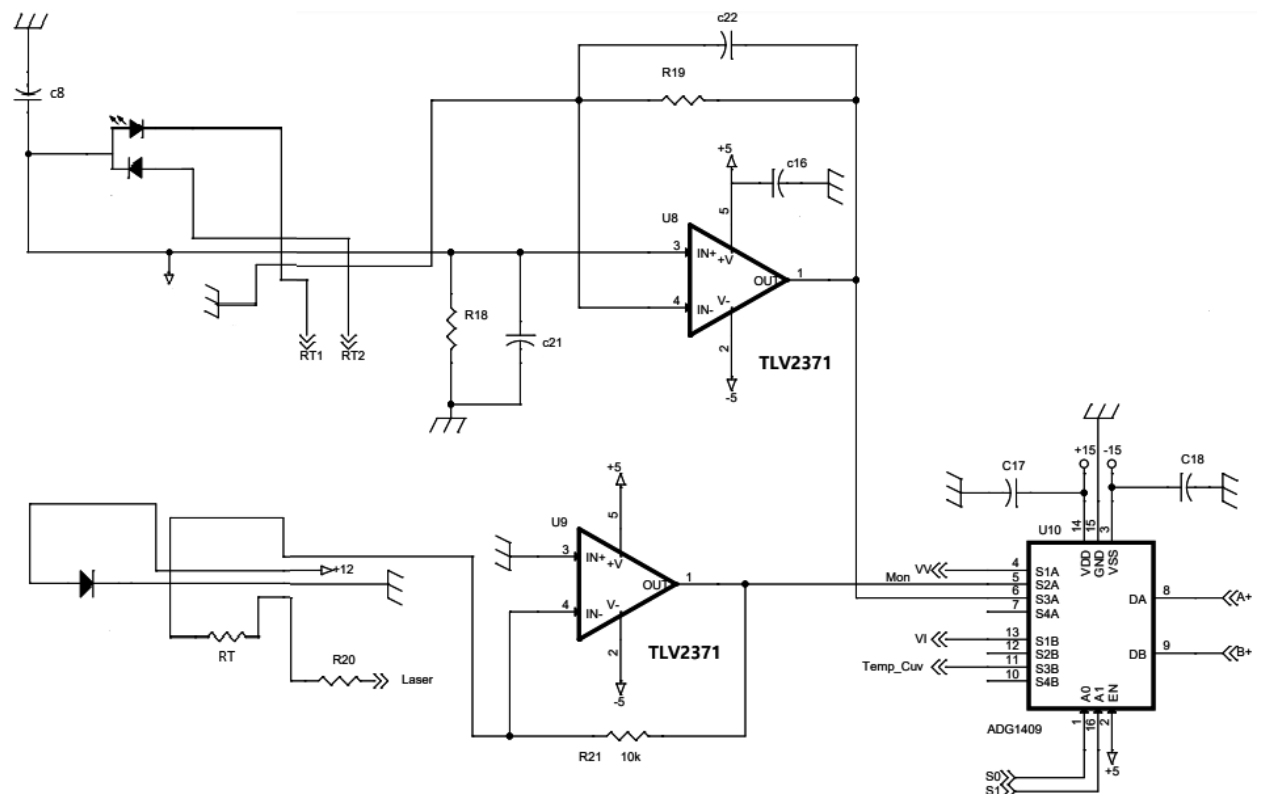 c22
R19
c8
+5
c16
5
U8
3
IN+
+V
OUT
1
4
IN-
V-
R18
c21
2
RT1
RT2
TLV2371
-5
+15
-15
C17
C18
+5
5
U9
U10
14
15
3
3
IN+
+V
VDD
GND
VSS
+12
OUT
1
VV
4
S1A
Mon
5
S2A
6
S3A
DA
8
A+
4
IN-
V-
7
S4A
2
TLV2371
VI
13
S1B
12
S2B
DB
9
B+
RT
R20
Laser
Temp_Cuv
11
S3B
10
S4B
-5
A0
A1
EN
1
16
2
ADG1409
R21
10k
+5
S0
S1